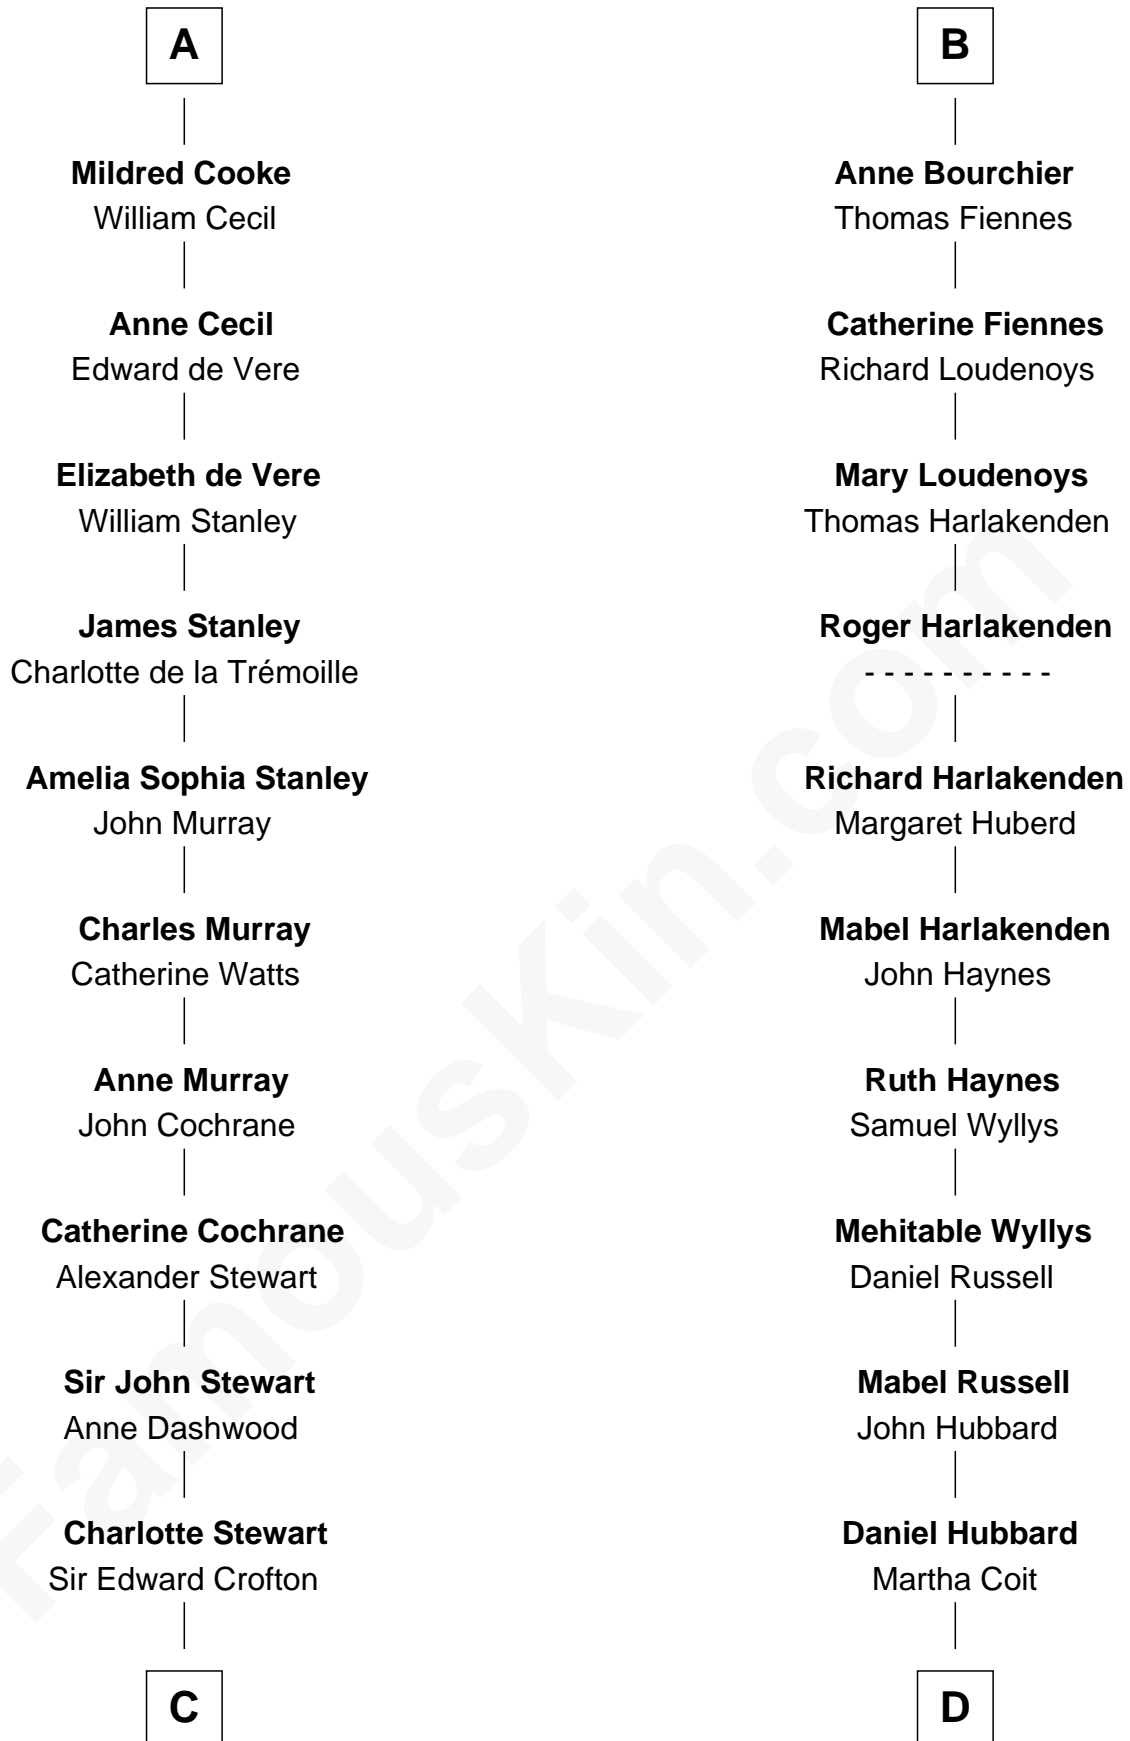 A
Mildred Cooke
William Cecil
Anne Cecil
Edward de Vere
Elizabeth de Vere
William Stanley
James Stanley
Charlotte de la Trémoille
Amelia Sophia Stanley
John Murray
Charles Murray
Catherine Watts
Anne Murray
John Cochrane
Catherine Cochrane
Alexander Stewart
Sir John Stewart
Anne Dashwood
Charlotte Stewart
Sir Edward Crofton
C
B
Anne Bourchier
Thomas Fiennes
Catherine Fiennes
Richard Loudenoys
Mary Loudenoys
Thomas Harlakenden
Roger Harlakenden
- - - - - - - - - -
Richard Harlakenden
Margaret Huberd
Mabel Harlakenden
John Haynes
Ruth Haynes
Samuel Wyllys
Mehitable Wyllys
Daniel Russell
Mabel Russell
John Hubbard
Daniel Hubbard
Martha Coit
D
FamousKin.com